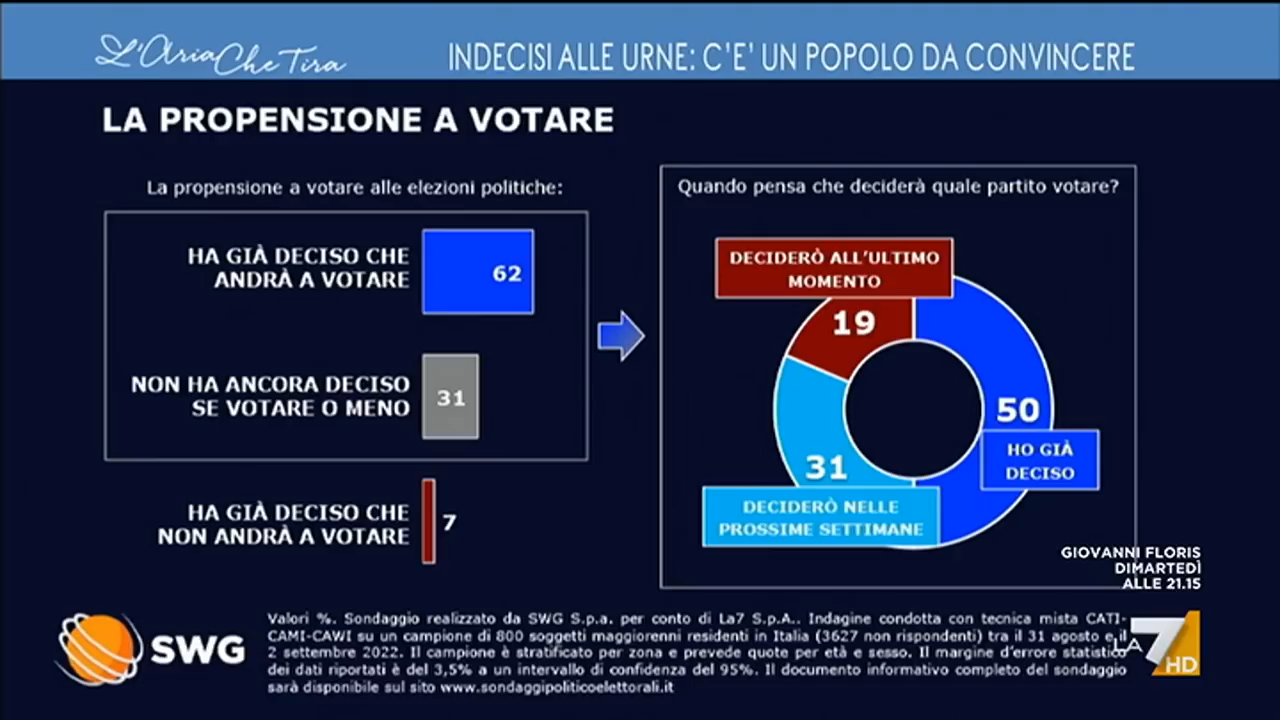 L'Aria Che Tira
INDECISI ALLE URNE: C'E' UN POPOLO DA CONVINCERE
LA PROPENSIONE A VOTARE
La propensione a votare alle elezioni politiche:
HA GIÀ DECISO CHE
ANDRÀ A VOTARE
62
NON HA ANCORA DECISO
SE VOTARE O MENO
31
HA GIÀ DECISO CHE
NON ANDRÀ A VOTARE
7
Quando pensa che deciderà quale partito votare?
DECIDERÒ ALL'ULTIMO
MOMENTO
19
50
HO GIÀ
DECISO
31
DECIDERÒ NELLE
PROSSIME SETTIMANE
GIOVANNI FLORIS
DIMARTEDÌ
ALLE 21.15
SWG
Valori %. Sondaggio realizzato da SWG S.p.a. per conto di La7 S.p.A.. Indagine condotta con tecnica mista CATI-
CAMI-CAWI su un campione di 800 soggetti maggiorenni residenti in Italia (3627 non rispondenti) tra il 31 agosto e il
2 settembre 2022. Il campione è stratificato per zona e prevede quote per età e sesso. Il margine d'errore statistico
dei dati riportati è del 3,5% a un intervallo di confidenza del 95%. Il documento informativo completo del sondaggio
sarà disponibile sul sito www.sondaggipoliticoelettorali.it
LA7
HD